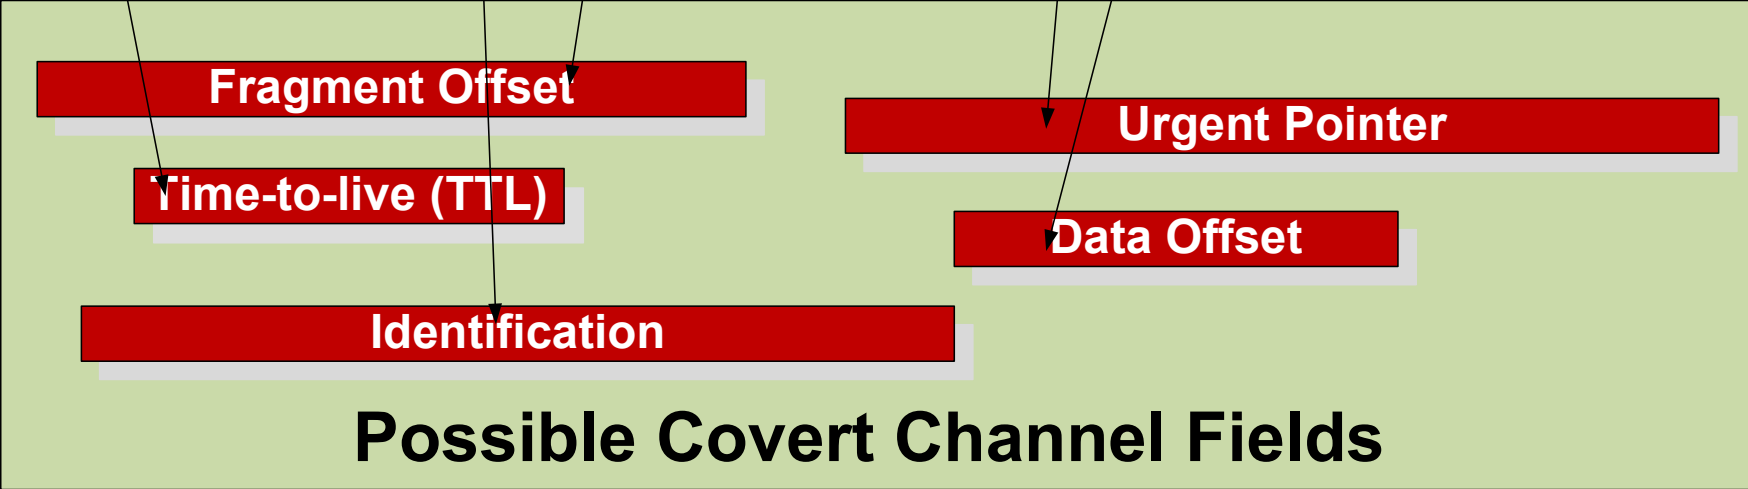 Fragment Offset
Urgent Pointer
Time-to-live (TTL)
Data Offset
Identification
Possible Covert Channel Fields